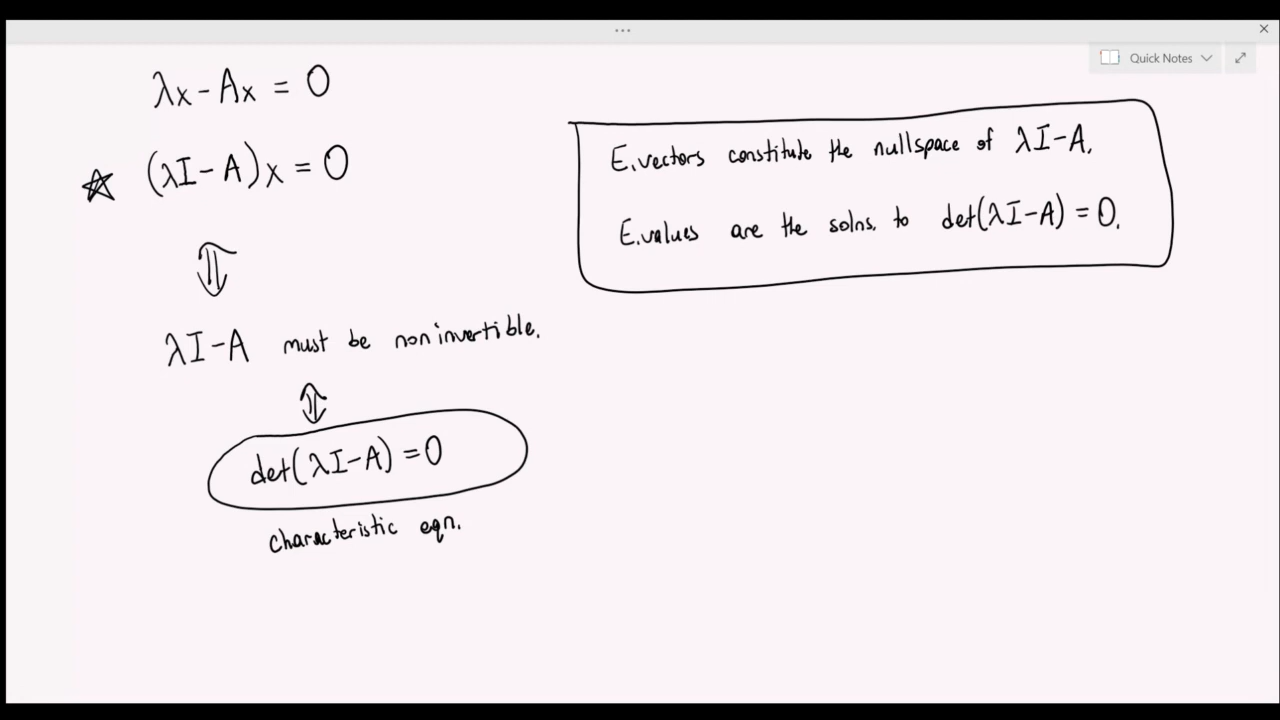 Quick Notes
λx - Ax = 0
(λI - A)x = 0
λI - A must be noninvertible.
det(λI - A) = 0
characteristic eqn.
E.vectors constitute the nullspace of λI - A.
E.values are the solns. to det(λI - A) = 0.